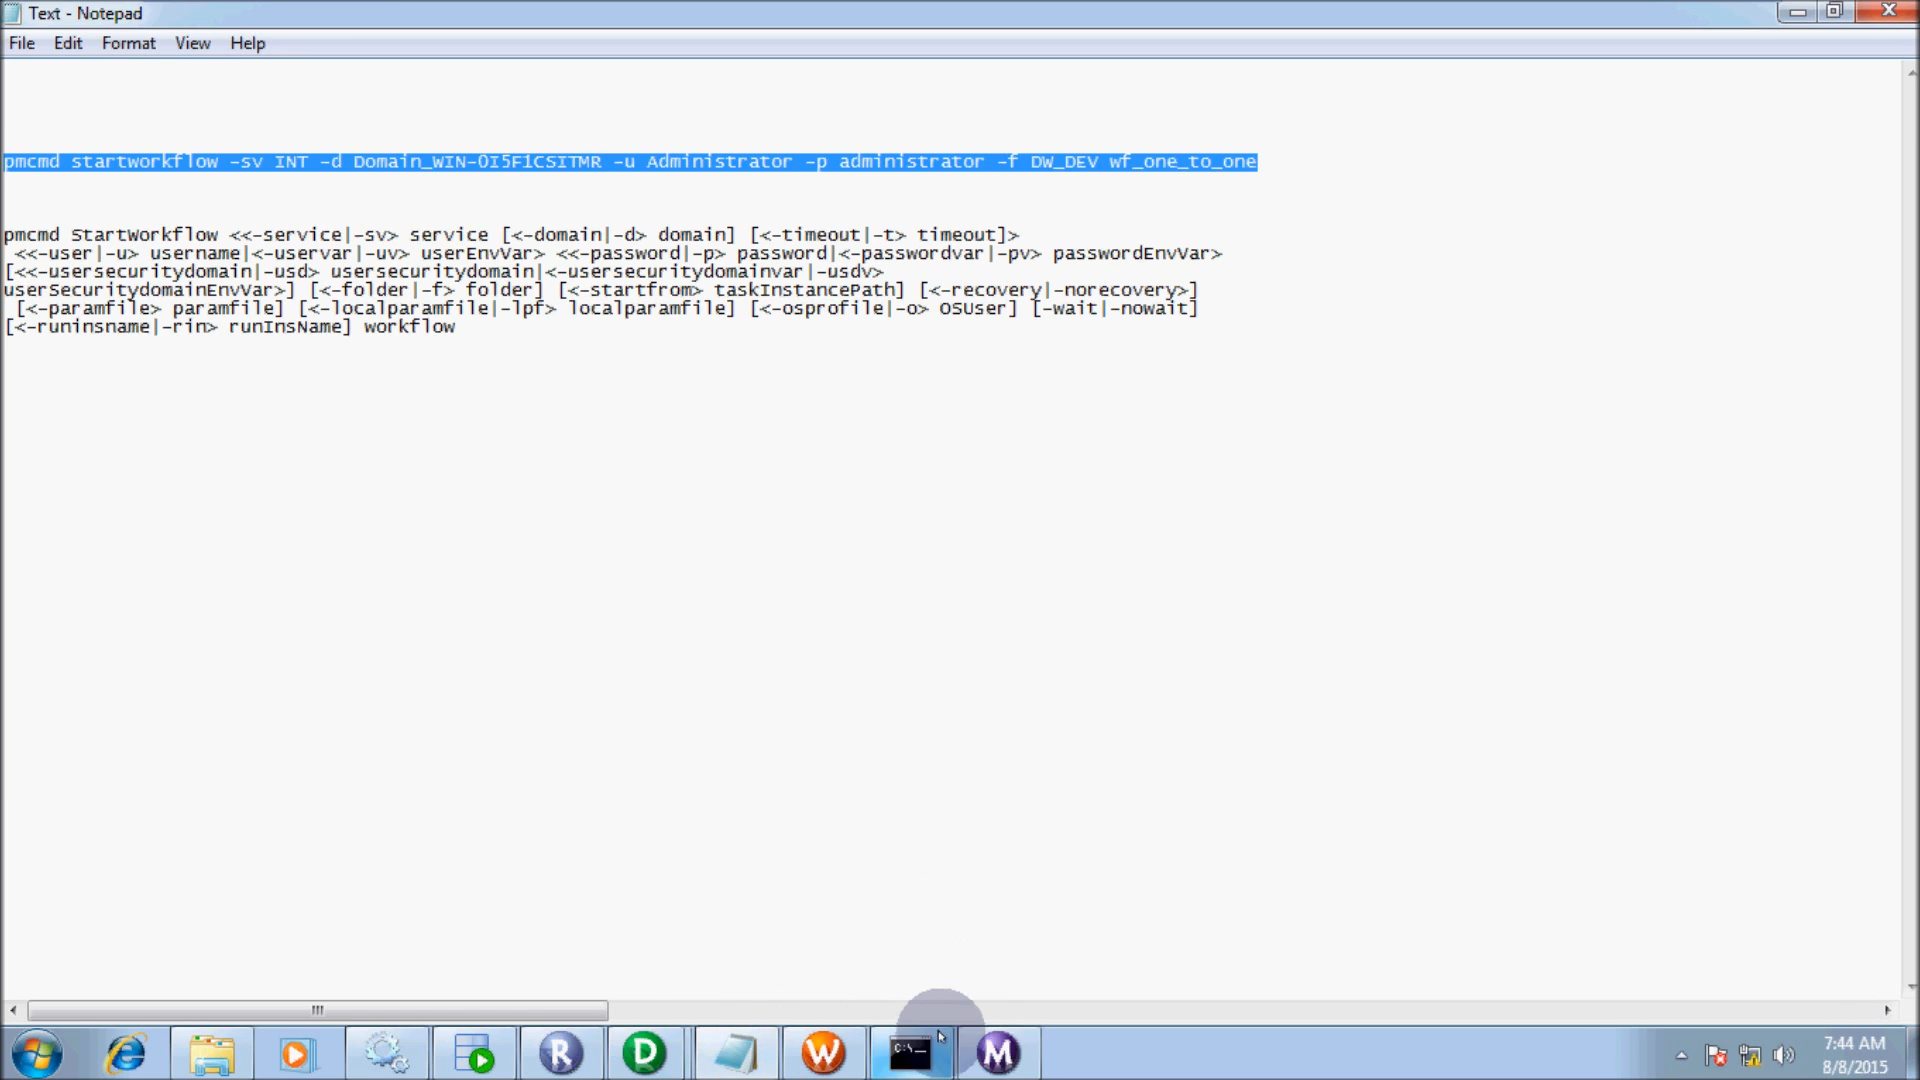 Text - Notepad
File Edit Format View Help
pmcmd startworkflow -sv INT -d Domain_WIN-OI5F1CSITMR -u Administrator -p administrator -f DW_DEV wf_one_to_one
pmcmd StartWorkflow <<-service|-sv> service [<-domain|-d> domain] [<-timeout|-t> timeout]>
<<-user|-u> username|<-uservar|-uv> userEnvVar> <<-password|-p> password|<-passwordvar|-pv> passwordEnvVar>
[<<-usersecuritydomain|-usd> usersecuritydomain|<-usersecuritydomainvar|-usdv>
userSecuritydomainEnvVar>] [<-folder|-f> folder] [<-startfrom> taskInstancePath] [<-recovery|-norecovery>]
[<-paramfile> paramfile] [<-localparamfile|-lpf> localparamfile] [<-osprofile|-o> OSUser] [-wait|-nowait]
[<-runinsname|-rin> runInsName] workflow
R D W C:\_ M
7:44 AM
8/8/2015